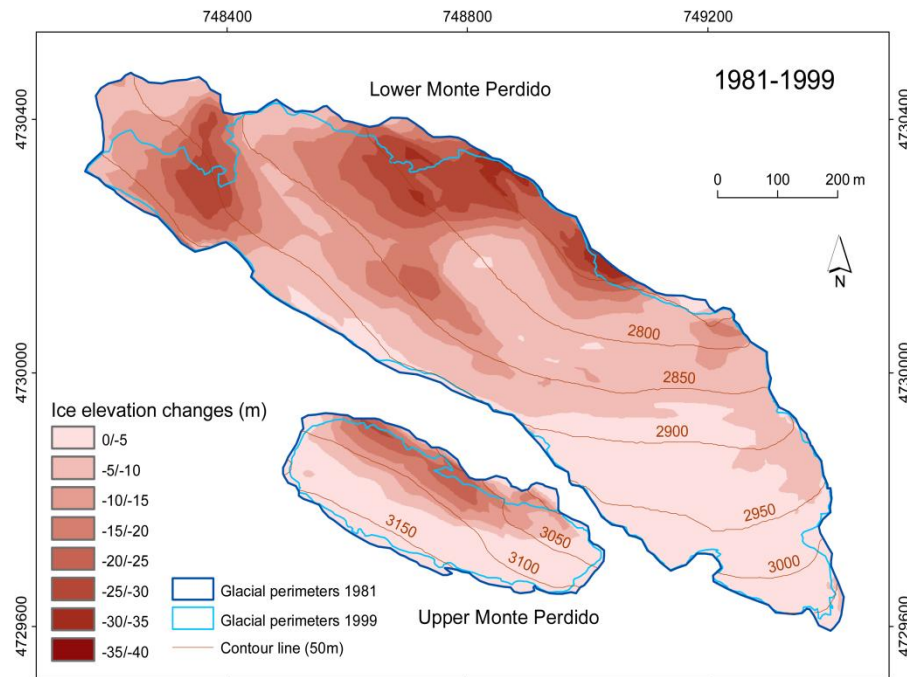 748400 748800 749200
1981-1999
Lower Monte Perdido
4730400 4730400
0 100 200 m
N
2800
4730000 4730000
2850
Ice elevation changes (m)
0/-5
2900
-5/-10
-10/-15
-15/-20
3150
3050
2950
-20/-25
3100
3000
-25/-30
Glacial perimeters 1981
-30/-35
Glacial perimeters 1999
Upper Monte Perdido
4729600 4729600
-35/-40
Contour line (50m)